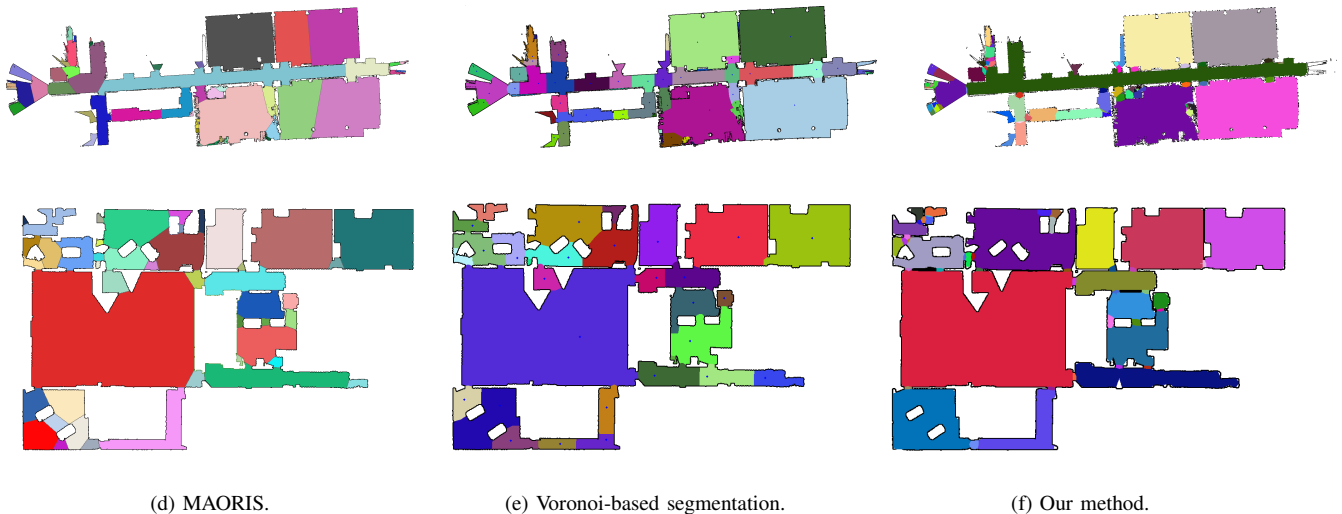 (d) MAORIS.
(e) Voronoi-based segmentation.
(f) Our method.